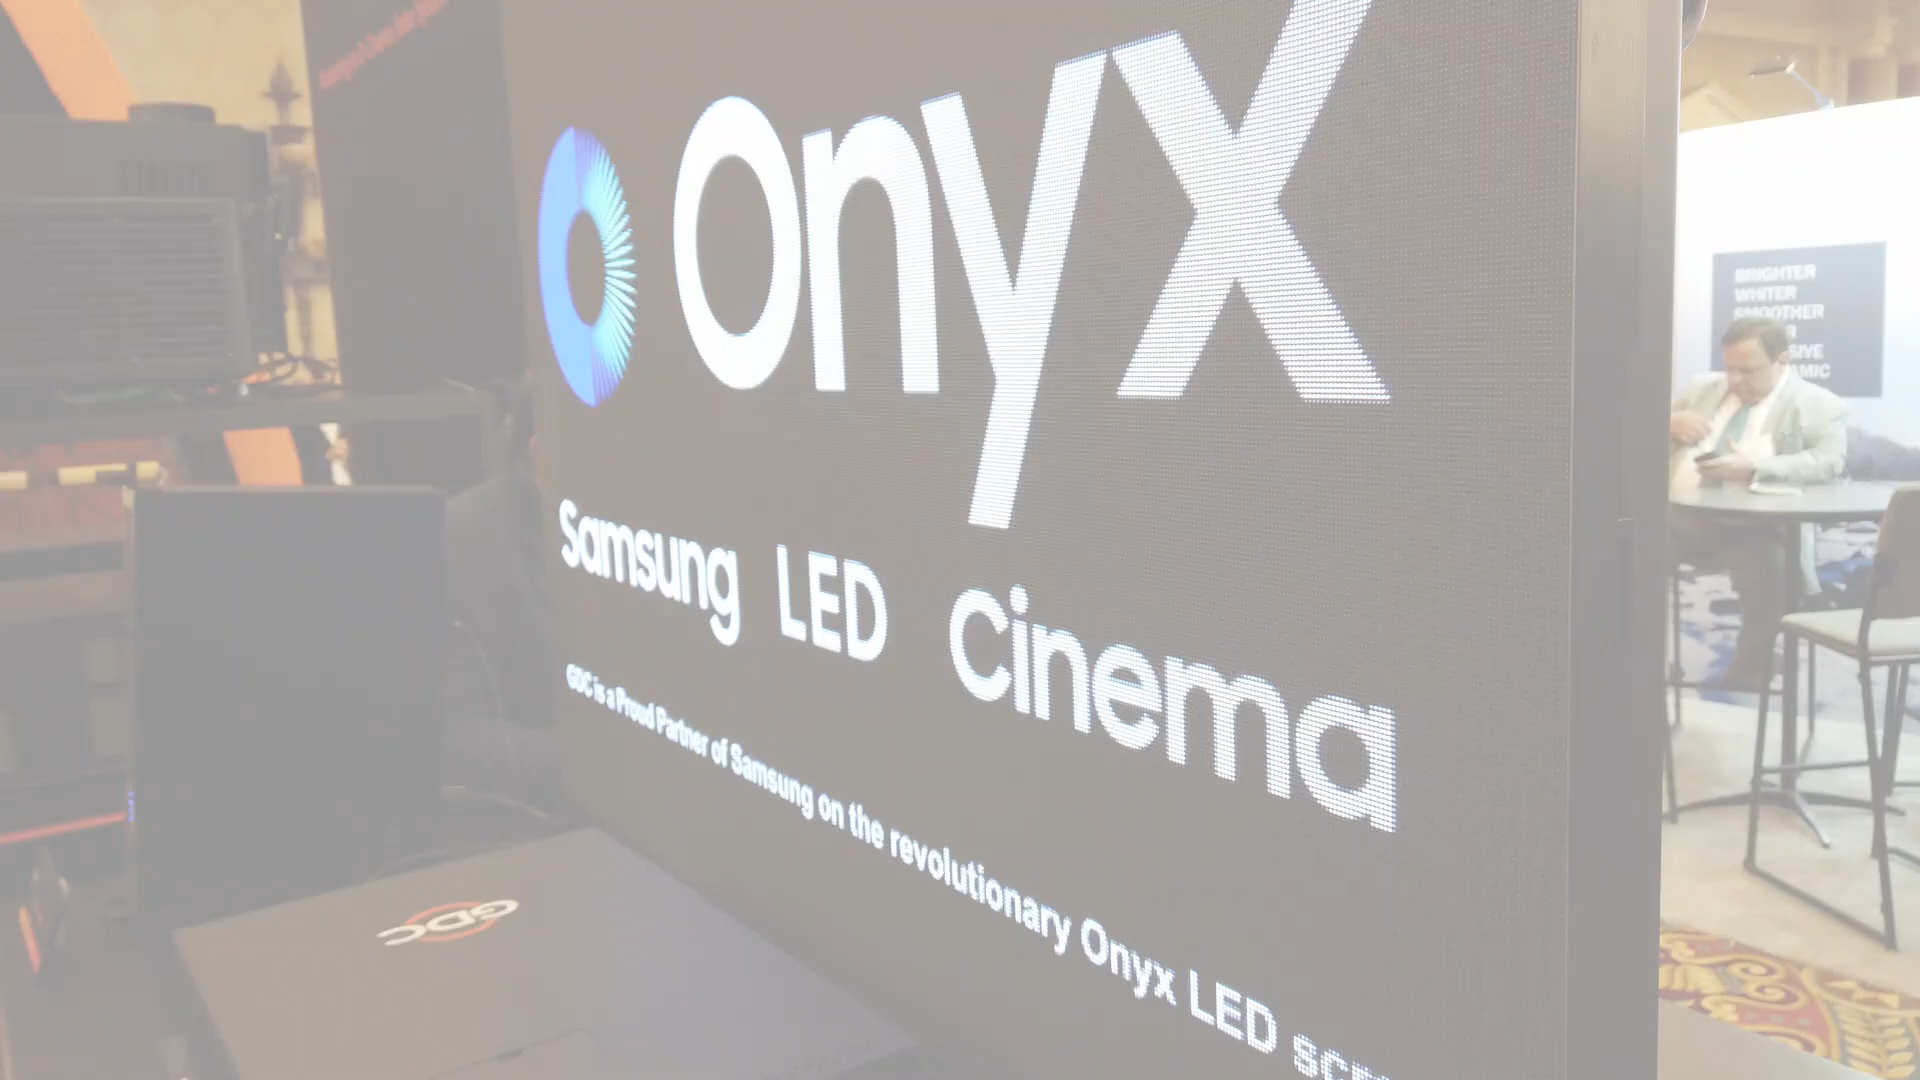 Onyx
Samsung LED Cinema
GDC is a Proud Partner of Samsung on the revolutionary Onyx LED
GDC
BRIGHTER
WHITER
SMOOTHER